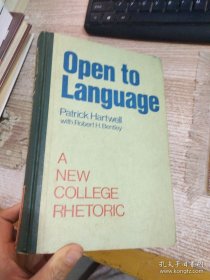 Open to
Language
Patrick Hartwell
with Robert H. Bentley
A
NEW
COLLEGE
RHETORIC